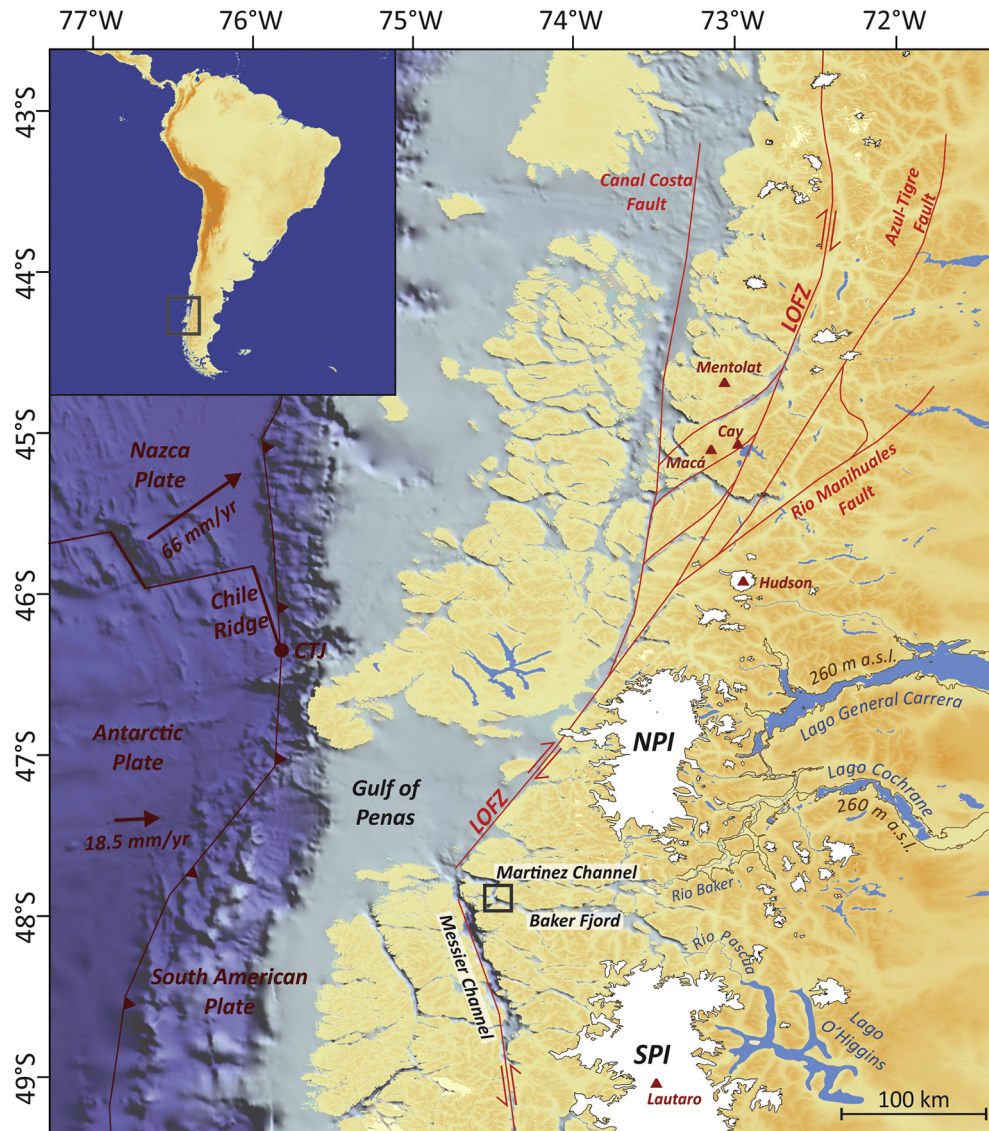 77°W
76°W
75°W
74°W
73°W
72°W
43°S
44°S
45°S
46°S
47°S
48°S
49°S
Canal Costa
Fault
Azul-Tigre
Fault
LOFZ
Mentolat
Cay
Macá
Rio Manihuales
Fault
Nazca
Plate
66 mm/yr
Chile
Ridge
CTJ
Hudson
260 m a.s.l.
Lago General Carrera
Antarctic
Plate
NPI
Gulf of
Penas
LOFZ
Lago Cochrane
260 m a.s.l.
18.5 mm/yr
Martinez Channel
Rio Baker
Baker Fjord
Messier Channel
Rio Pascua
South American
Plate
Lago
O'Higgins
SPI
Lautaro
100 km